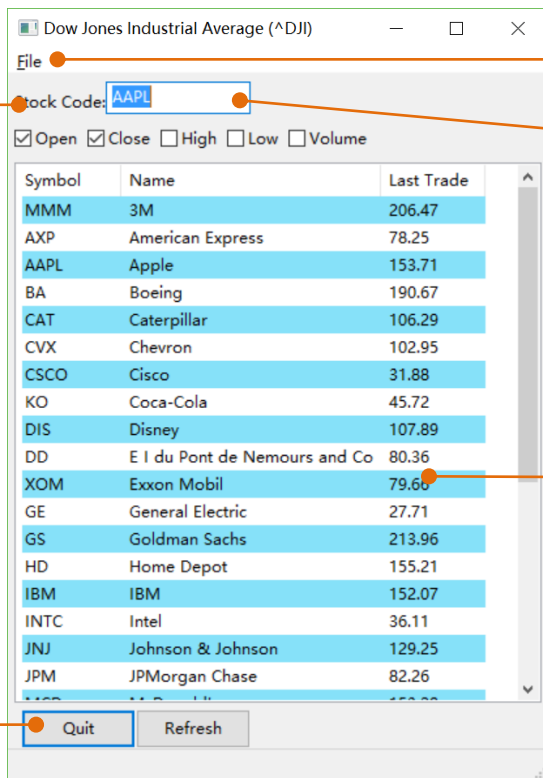 Dow Jones Industrial Average (^DJI)
File
Stock Code: AAPL
Open Close High Low Volume
Symbol Name Last Trade
MMM 3M 206.47
AXP American Express 78.25
AAPL Apple 153.71
BA Boeing 190.67
CAT Caterpillar 106.29
CVX Chevron 102.95
CSCO Cisco 31.88
KO Coca-Cola 45.72
DIS Disney 107.89
DD E I du Pont de Nemours and Co 80.36
XOM Exxon Mobil 79.66
GE General Electric 27.71
GS Goldman Sachs 213.96
HD Home Depot 155.21
IBM IBM 152.07
INTC Intel 36.11
JNJ Johnson & Johnson 129.25
JPM JPMorgan Chase 82.26
Quit Refresh